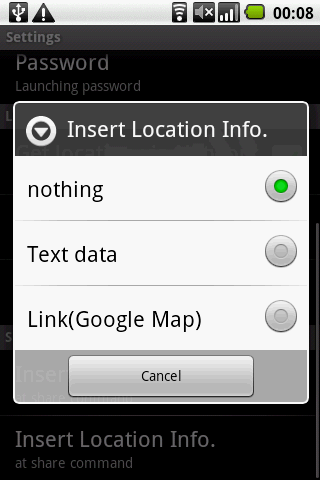 00:08
Settings
Password
Launching password
Insert Location Info.
nothing
Text data
Link(Google Map)
Cancel
Insert Location Info.
at share command